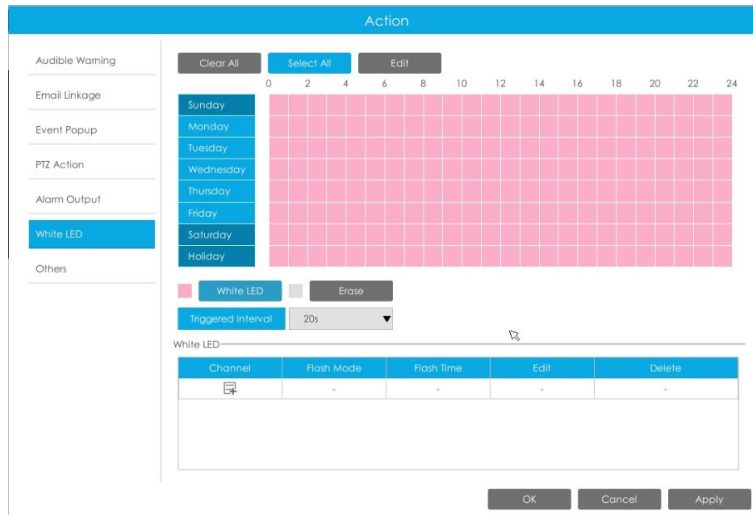 Action
Audible Warning
Email Linkage
Event Popup
PTZ Action
Alarm Output
White LED
Others
Clear All Select All Edit
0 2 4 6 8 10 12 14 16 18 20 22 24
Sunday
Monday
Tuesday
Wednesday
Thursday
Friday
Saturday
Holiday
White LED Erase
Triggered Interval 20s
White LED
Channel Flash Mode Flash Time Edit Delete
- - - -
OK Cancel Apply